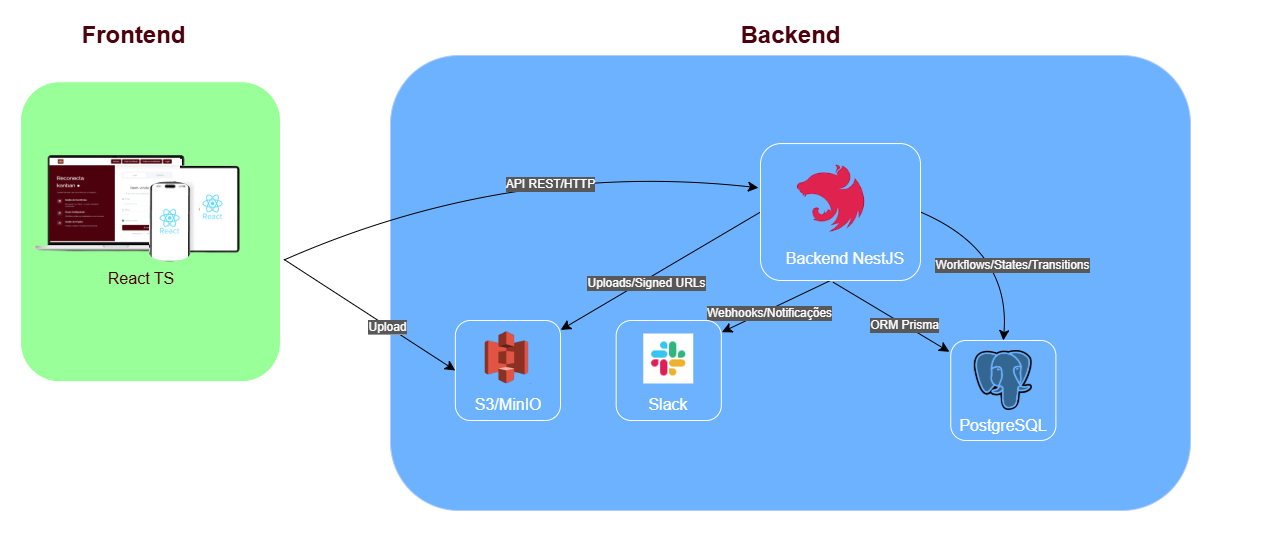 Frontend
Backend
Reconecta
kanban
React
React
React TS
API REST/HTTP
Upload
Backend NestJS
Uploads/Signed URLs
Webhooks/Notificações
Workflows/States/Transitions
ORM Prisma
S3/MinIO
Slack
PostgreSQL